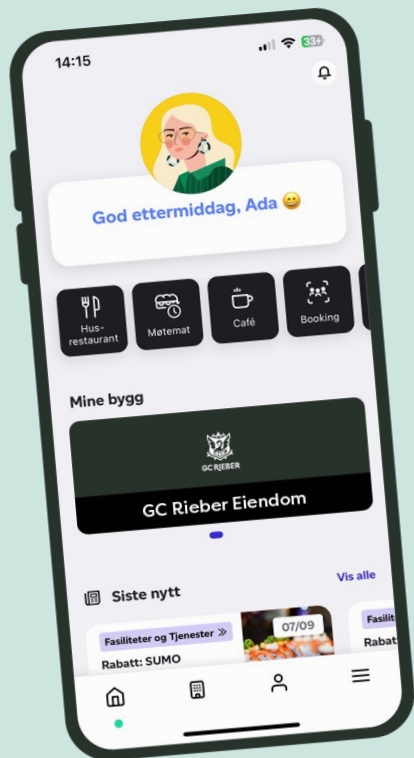 14:15
33
God ettermiddag, Ada
Hus-
restaurant
Møtemat
Café
Booking
Mine bygg
GC RIEBER
GC Rieber Eiendom
Siste nytt
Vis alle
Fasiliteter og Tjenester »
07/09
Rabatt: SUMO
Fasilit
Rabat